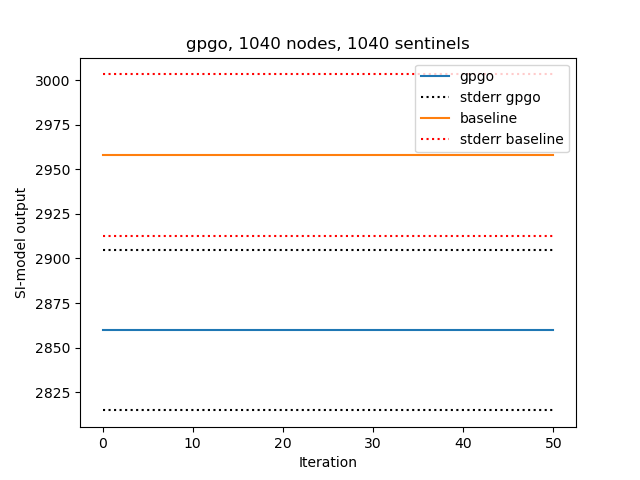 gpgo, 1040 nodes, 1040 sentinels
gpgo
stderr gpgo
baseline
stderr baseline
SI-model output
3000
2975
2950
2925
2900
2875
2850
2825
0 10 20 30 40 50
Iteration